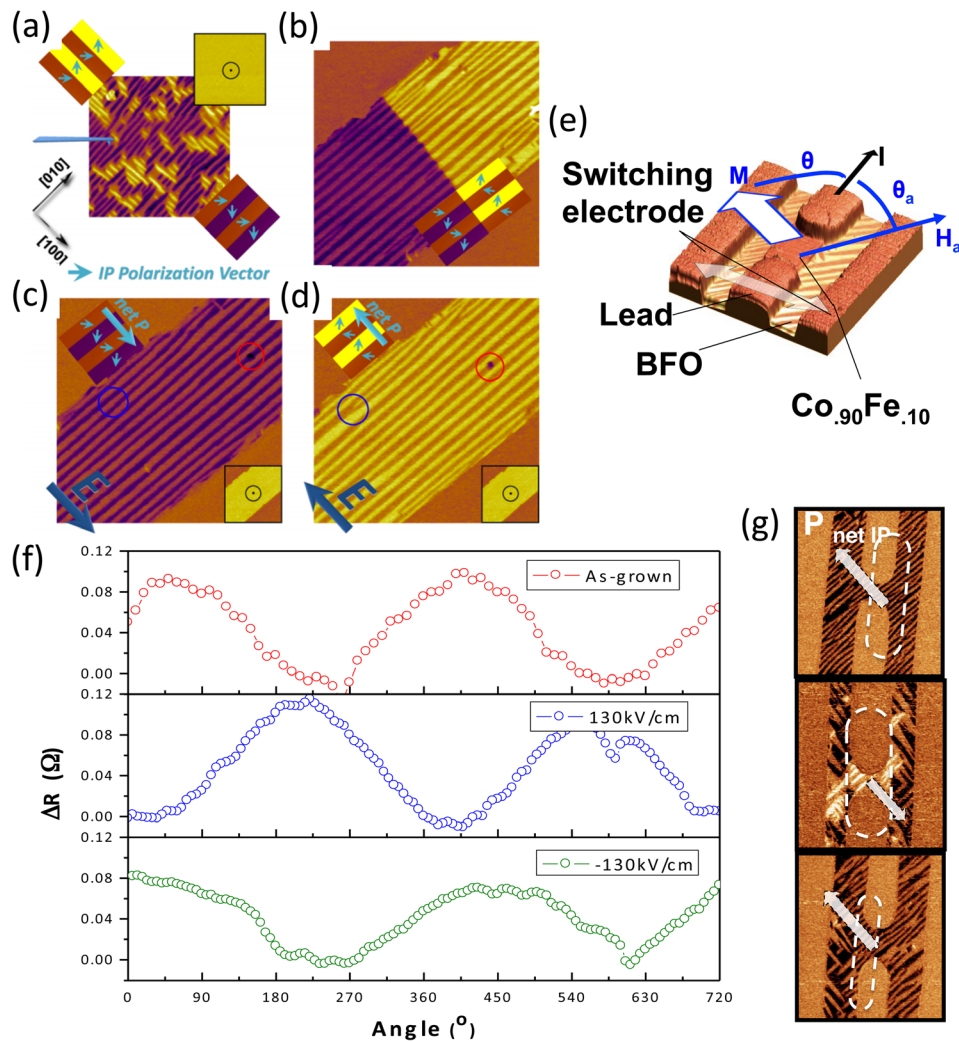 (a)
[010]
[100]
IP Polarization Vector
(b)
(c)
net P
E
(d)
net P
E
(e)
I
θ
M
θa
Switching
electrode
Ha
Lead
BFO
Co.90Fe.10
(f)
ΔR (Ω)
0.12
0.08
0.04
0.00
As-grown
0.12
0.08
0.04
0.00
130kV/cm
0.12
0.08
0.04
0.00
-130kV/cm
0 90 180 270 360 450 540 630 720
Angle (o)
(g)
P
net IP